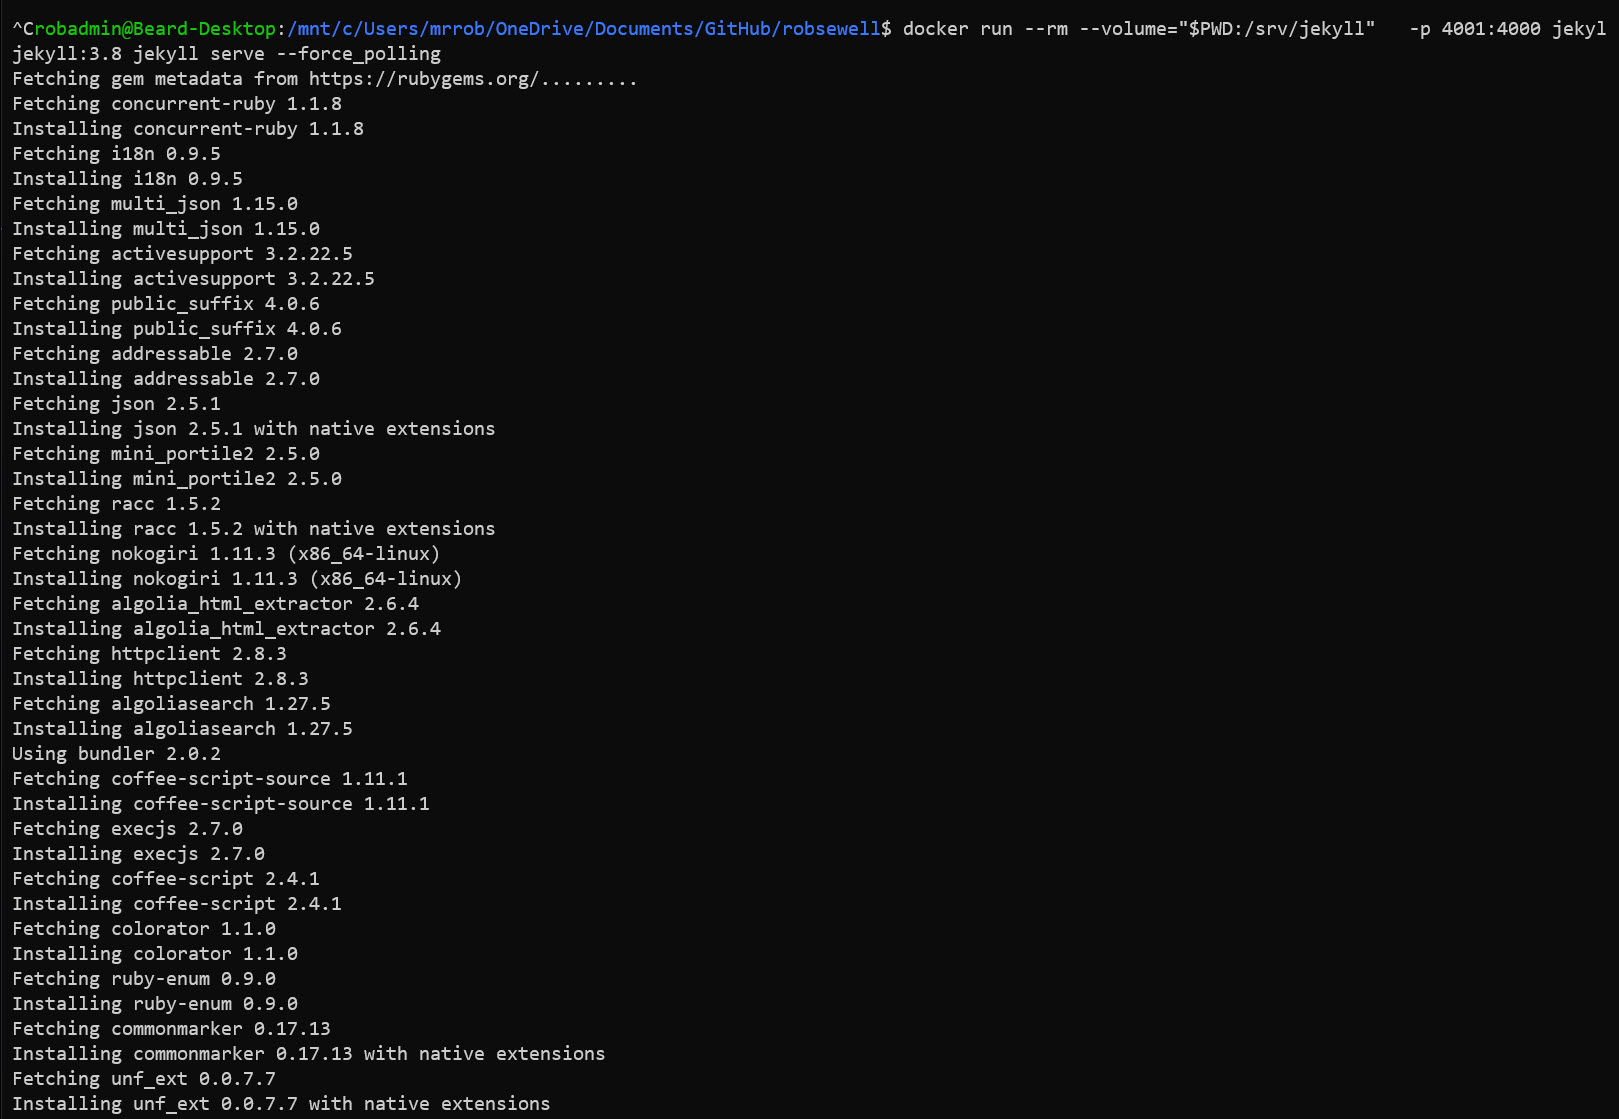 ^Crobadmin@Beard-Desktop:/mnt/c/Users/mrrob/OneDrive/Documents/GitHub/robsewell$ docker run --rm --volume="$PWD:/srv/jekyll"   -p 4001:4000 jekyl
jekyll:3.8 jekyll serve --force_polling
Fetching gem metadata from https://rubygems.org/.........
Fetching concurrent-ruby 1.1.8
Installing concurrent-ruby 1.1.8
Fetching i18n 0.9.5
Installing i18n 0.9.5
Fetching multi_json 1.15.0
Installing multi_json 1.15.0
Fetching activesupport 3.2.22.5
Installing activesupport 3.2.22.5
Fetching public_suffix 4.0.6
Installing public_suffix 4.0.6
Fetching addressable 2.7.0
Installing addressable 2.7.0
Fetching json 2.5.1
Installing json 2.5.1 with native extensions
Fetching mini_portile2 2.5.0
Installing mini_portile2 2.5.0
Fetching racc 1.5.2
Installing racc 1.5.2 with native extensions
Fetching nokogiri 1.11.3 (x86_64-linux)
Installing nokogiri 1.11.3 (x86_64-linux)
Fetching algolia_html_extractor 2.6.4
Installing algolia_html_extractor 2.6.4
Fetching httpclient 2.8.3
Installing httpclient 2.8.3
Fetching algoliasearch 1.27.5
Installing algoliasearch 1.27.5
Using bundler 2.0.2
Fetching coffee-script-source 1.11.1
Installing coffee-script-source 1.11.1
Fetching execjs 2.7.0
Installing execjs 2.7.0
Fetching coffee-script 2.4.1
Installing coffee-script 2.4.1
Fetching colorator 1.1.0
Installing colorator 1.1.0
Fetching ruby-enum 0.9.0
Installing ruby-enum 0.9.0
Fetching commonmarker 0.17.13
Installing commonmarker 0.17.13 with native extensions
Fetching unf_ext 0.0.7.7
Installing unf_ext 0.0.7.7 with native extensions